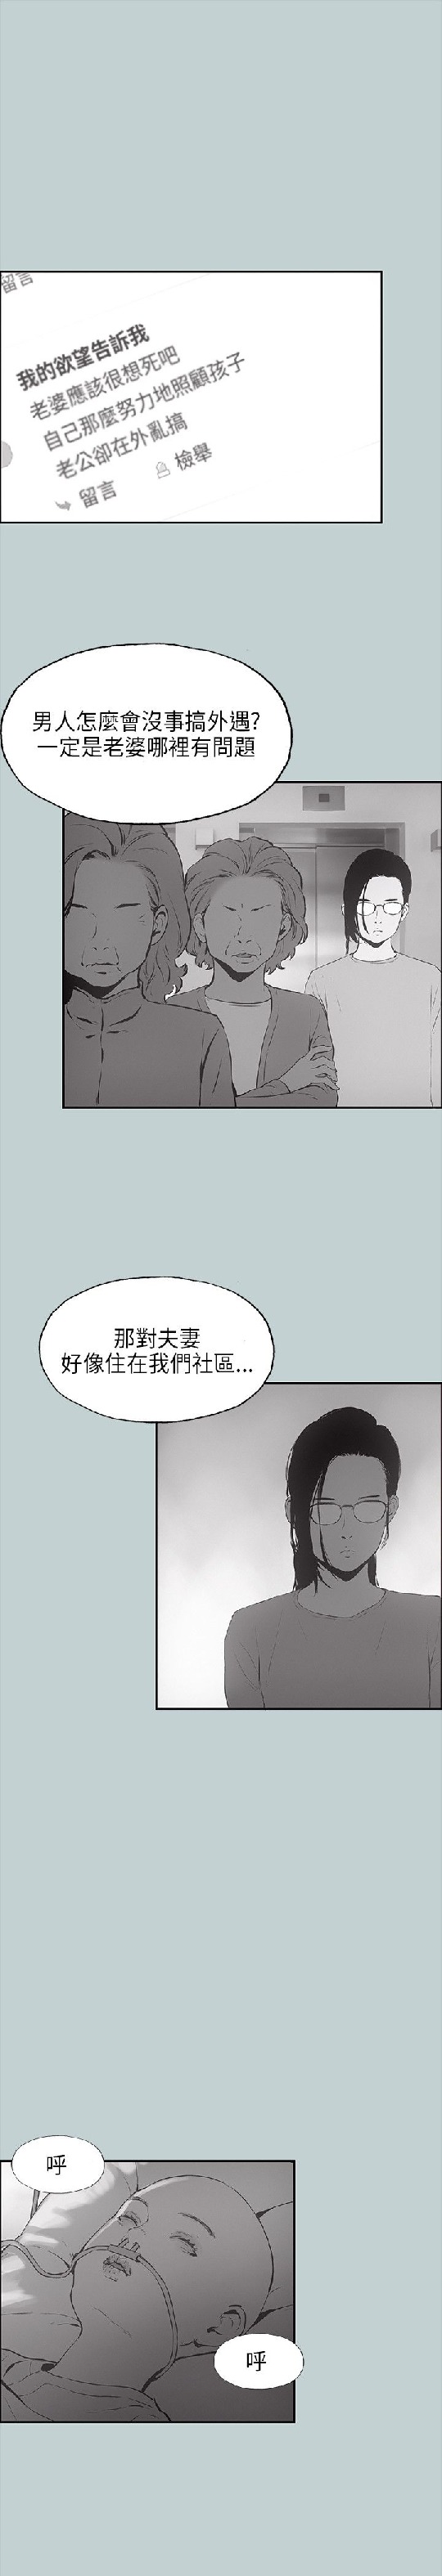 留言
我的欲望告訴我
老婆應該很想死吧
自己那麼努力地照顧孩子
老公卻在外亂搞
留言 檢舉
男人怎麼會沒事搞外遇?
一定是老婆哪裡有問題
那對夫妻
好像住在我們社區...
呼
呼